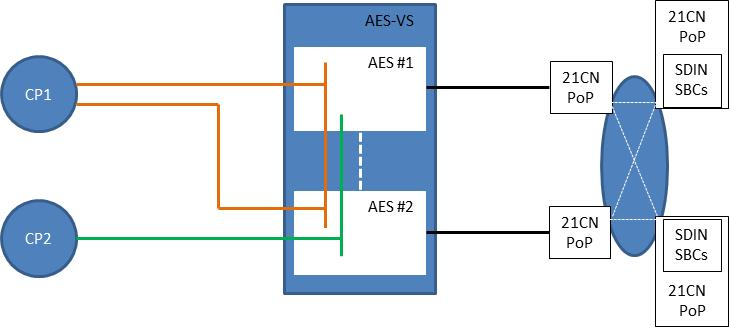 AES-VS
CP1
AES #1
21CN
PoP
21CN
PoP
SDIN
SBCs
CP2
AES #2
21CN
PoP
SDIN
SBCs
21CN
PoP